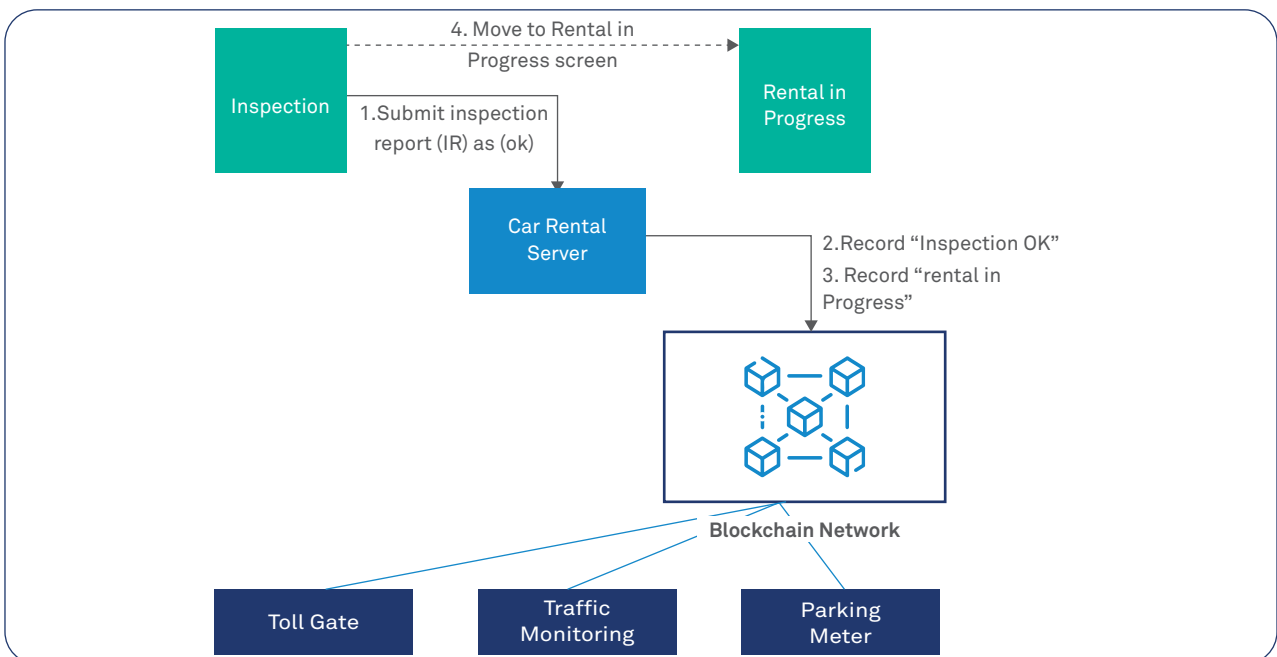 4. Move to Rental in
Progress screen
Inspection
Rental in
Progress
1.Submit inspection
report (IR) as (ok)
Car Rental
Server
2.Record “Inspection OK”
3. Record “rental in
Progress”
Blockchain Network
Toll Gate
Traffic
Monitoring
Parking
Meter